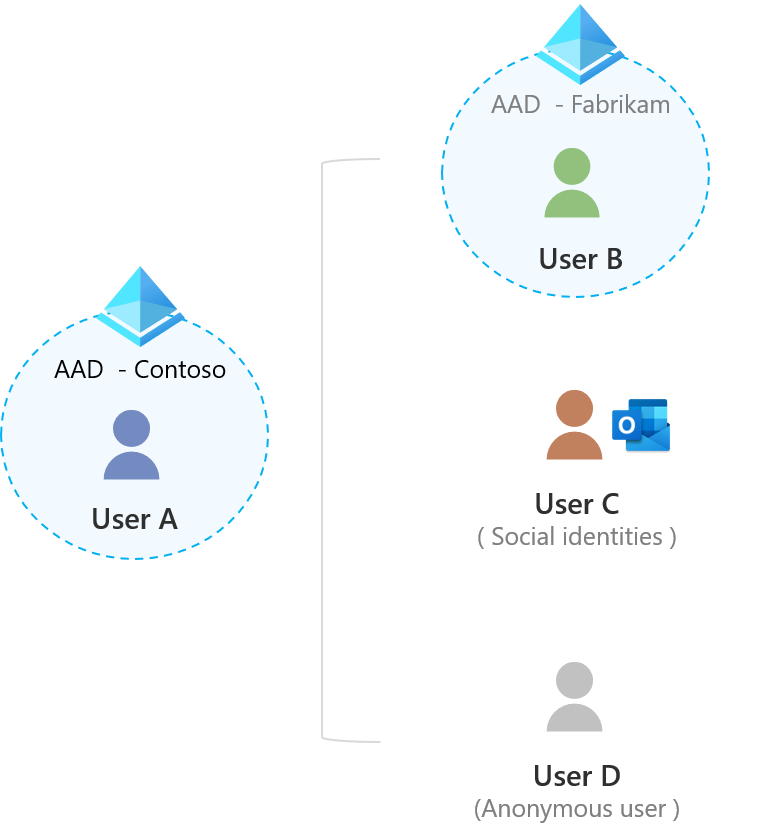 AAD - Fabrikam
User B
AAD - Contoso
User A
O
User C
( Social identities )
User D
(Anonymous user )